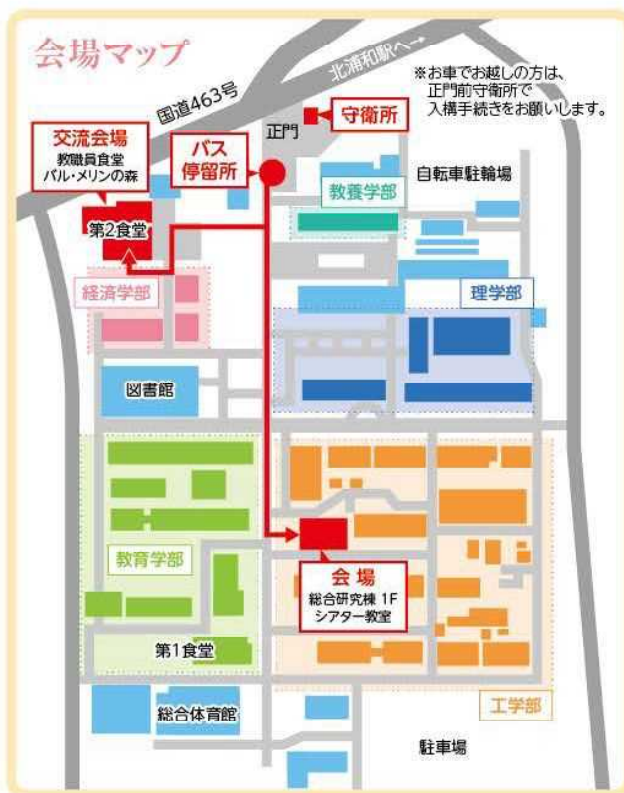 会場マップ
北浦和駅へ→
国道463号
※お車でお越しの方は、
正門前守衛所で
入構手続きをお願いします。
守衛所
正門
バス
停留所
交流会場
教職員食堂
バル・メリンの森
第2食堂
教養学部
自転車駐輪場
経済学部
理学部
図書館
教育学部
会場
総合研究棟 1F
シアター教室
第1食堂
総合体育館
工学部
駐車場